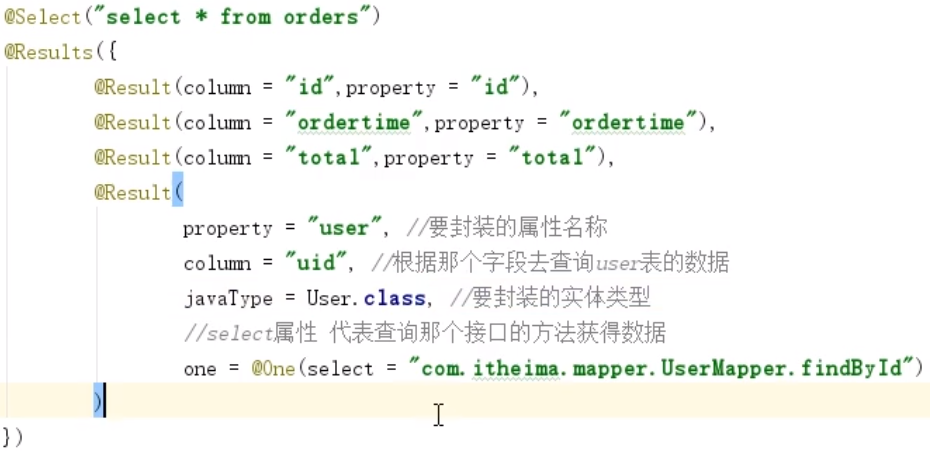 @Select("select * from orders")
@Results({
@Result(column = "id",property = "id"),
@Result(column = "ordertime",property = "ordertime"),
@Result(column = "total",property = "total"),
@Result(
property = "user", //要封装的属性名称
column = "uid", //根据那个字段去查询user表的数据
javaType = User.class, //要封装的实体类型
//select属性 代表查询那个接口的方法获得数据
one = @One(select = "com.itheima.mapper.UserMapper.findById")
)
})